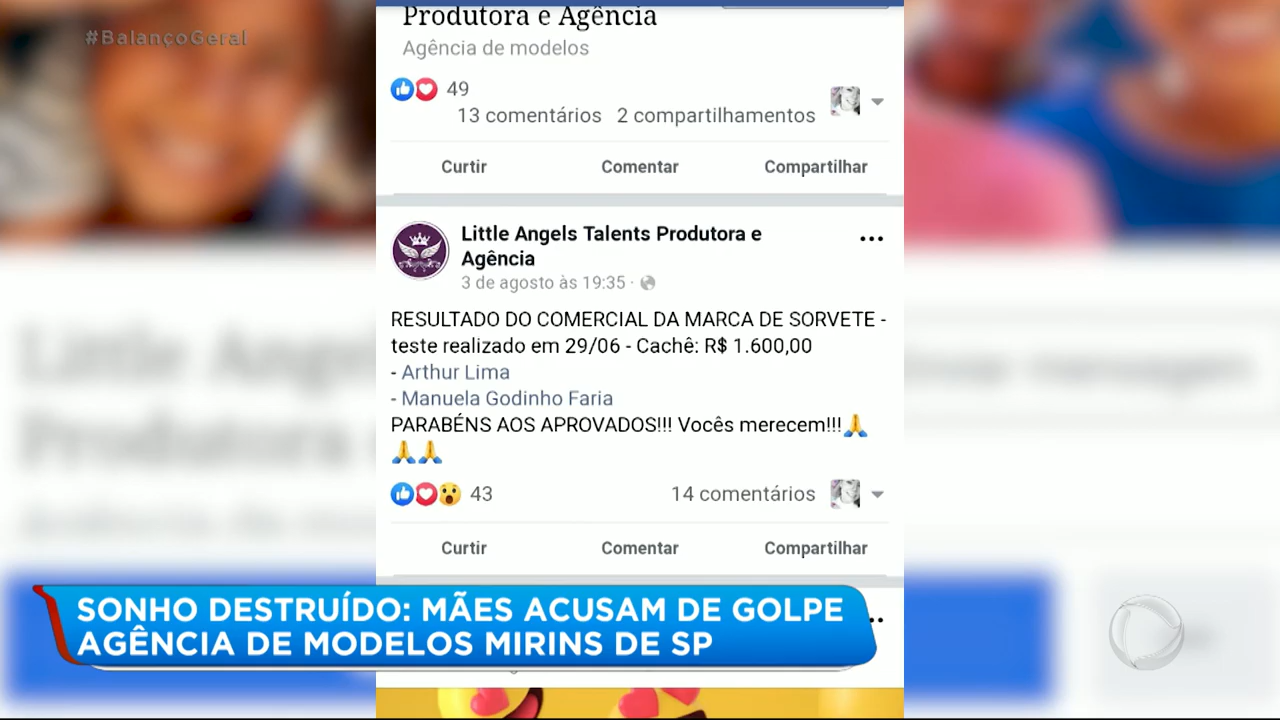 #BalançoGeral
Produtora e Agência
Agência de modelos
49
13 comentários 2 compartilhamentos
Curtir Comentar Compartilhar
Little Angels Talents Produtora e
Agência
3 de agosto às 19:35 ·
RESULTADO DO COMERCIAL DA MARCA DE SORVETE -
teste realizado em 29/06 - Cachê: R$ 1.600,00
- Arthur Lima
- Manuela Godinho Faria
PARABÉNS AOS APROVADOS!!! Vocês merecem!!!🙏
🙏🙏
43 14 comentários
Curtir Comentar Compartilhar
SONHO DESTRUÍDO: MÃES ACUSAM DE GOLPE
AGÊNCIA DE MODELOS MIRINS DE SP